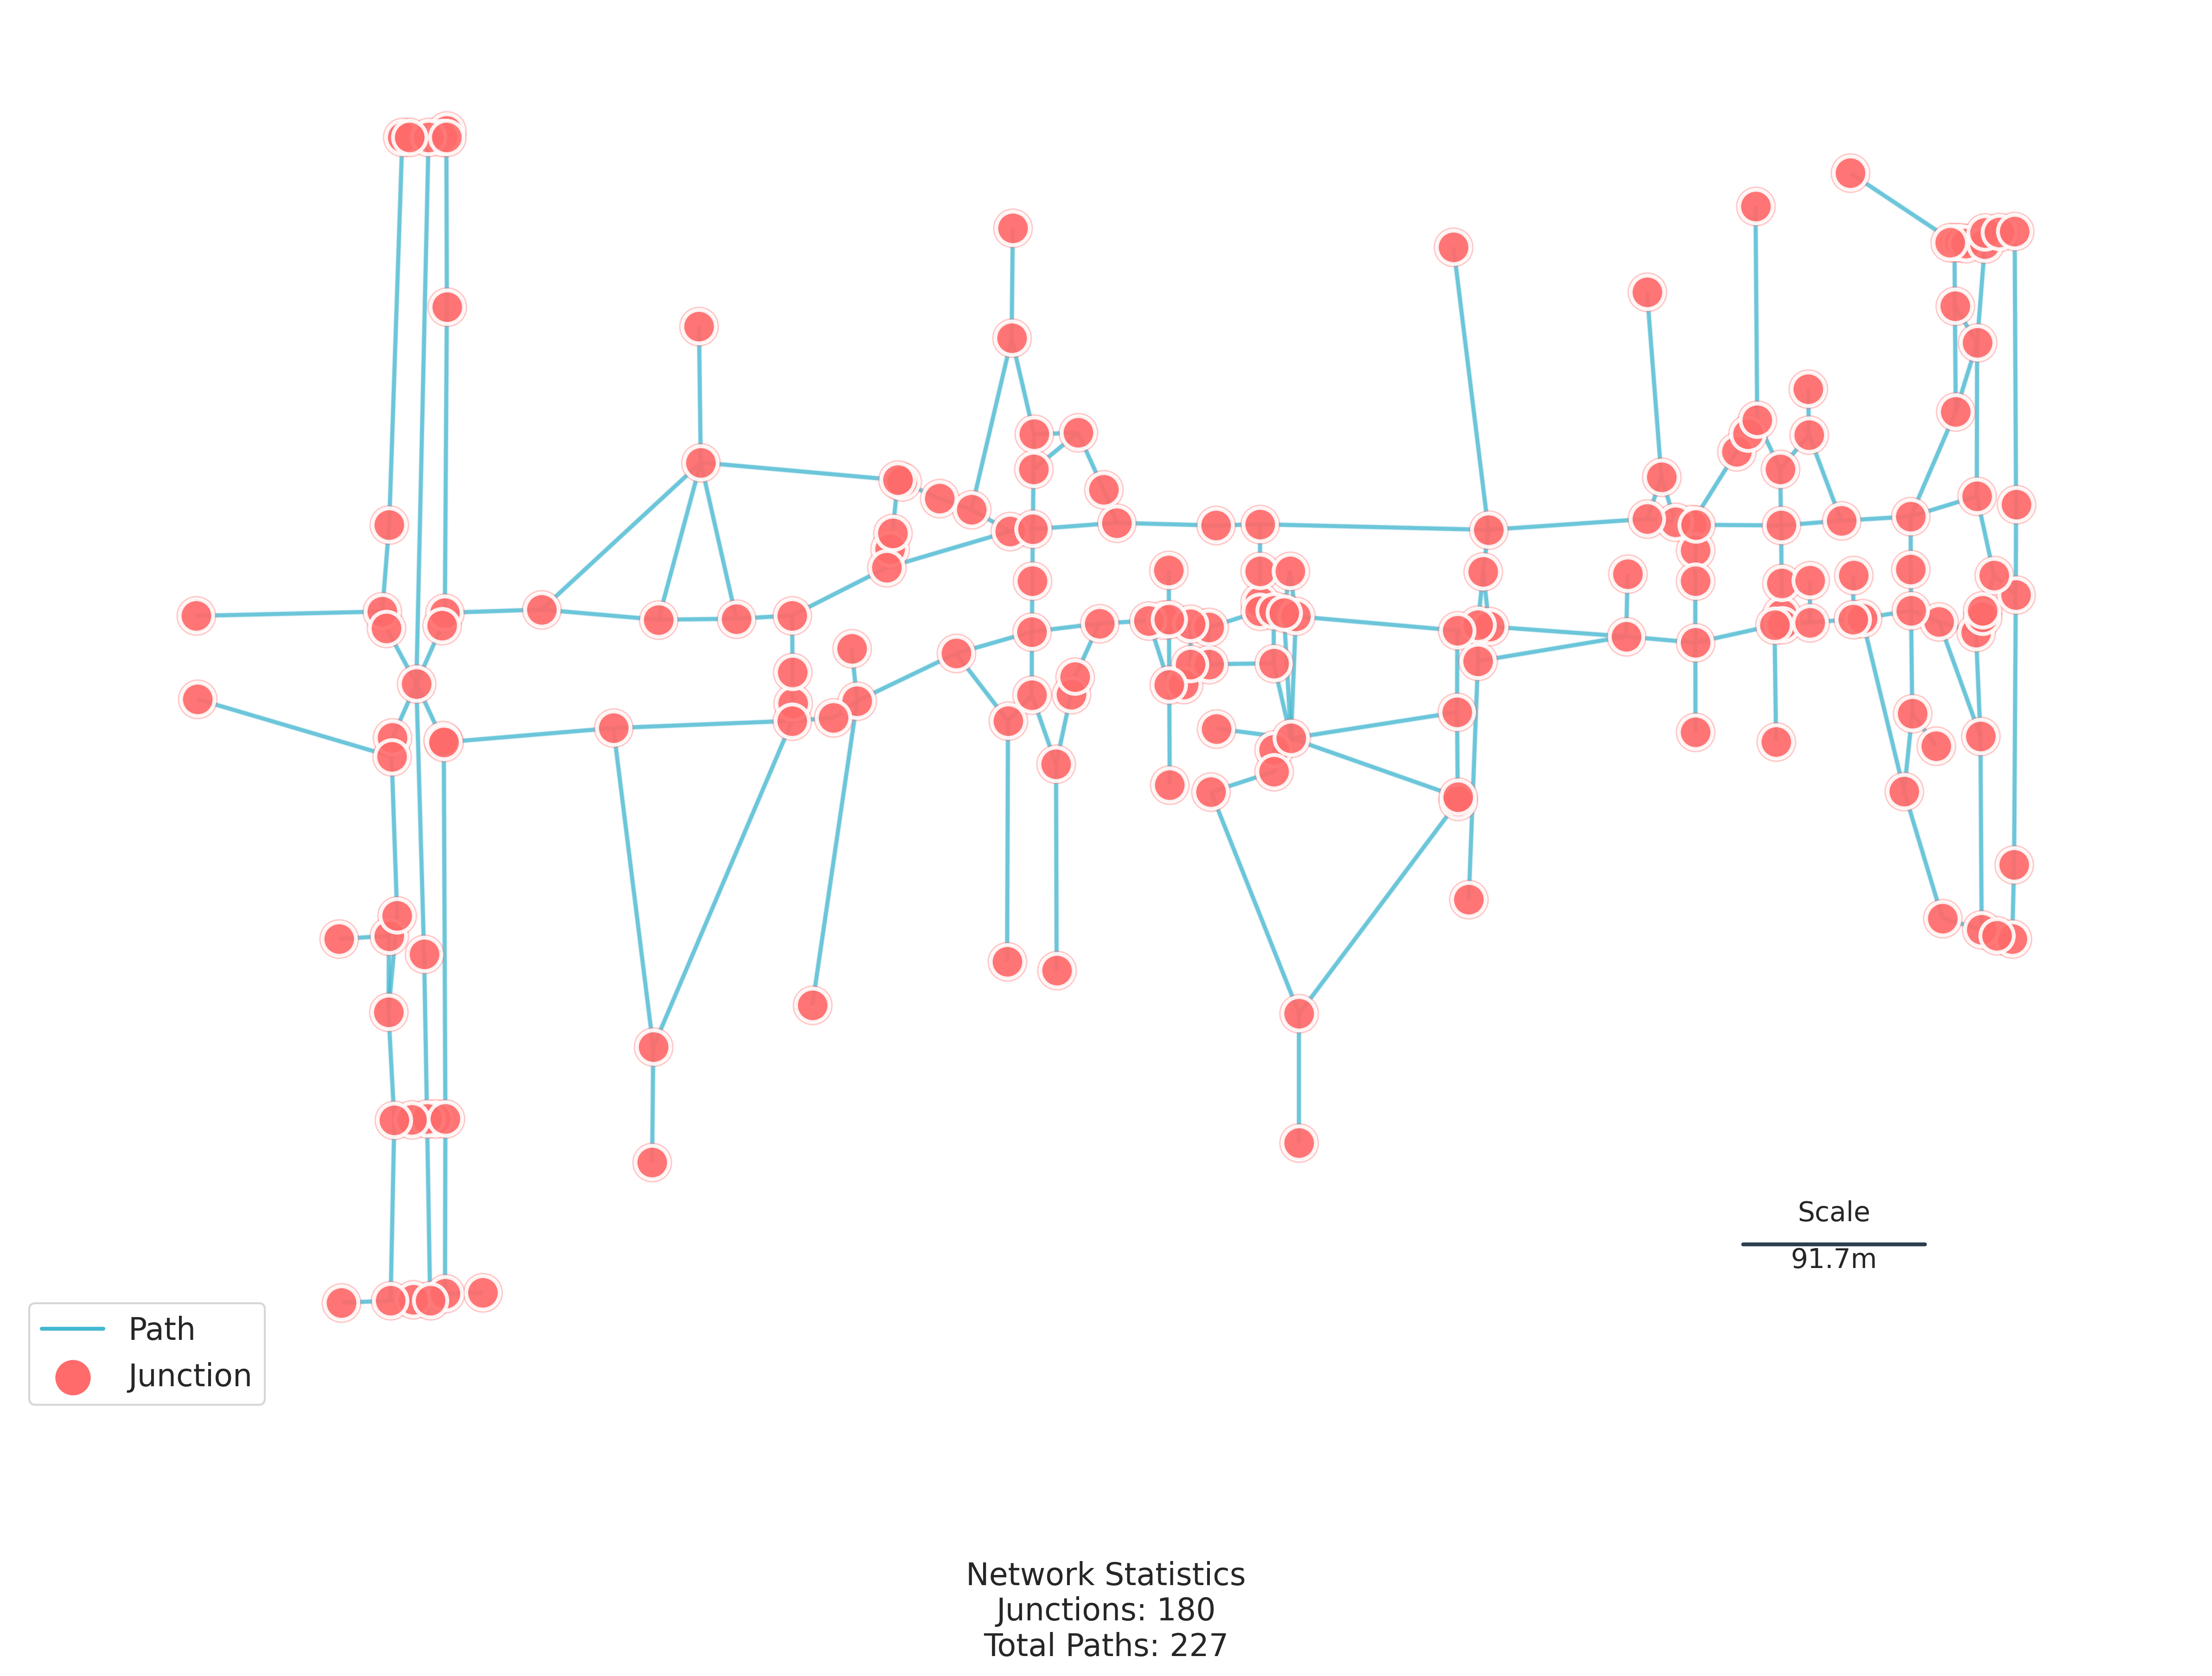 Scale
91.7m
Path
Junction
Network Statistics
Junctions: 180
Total Paths: 227